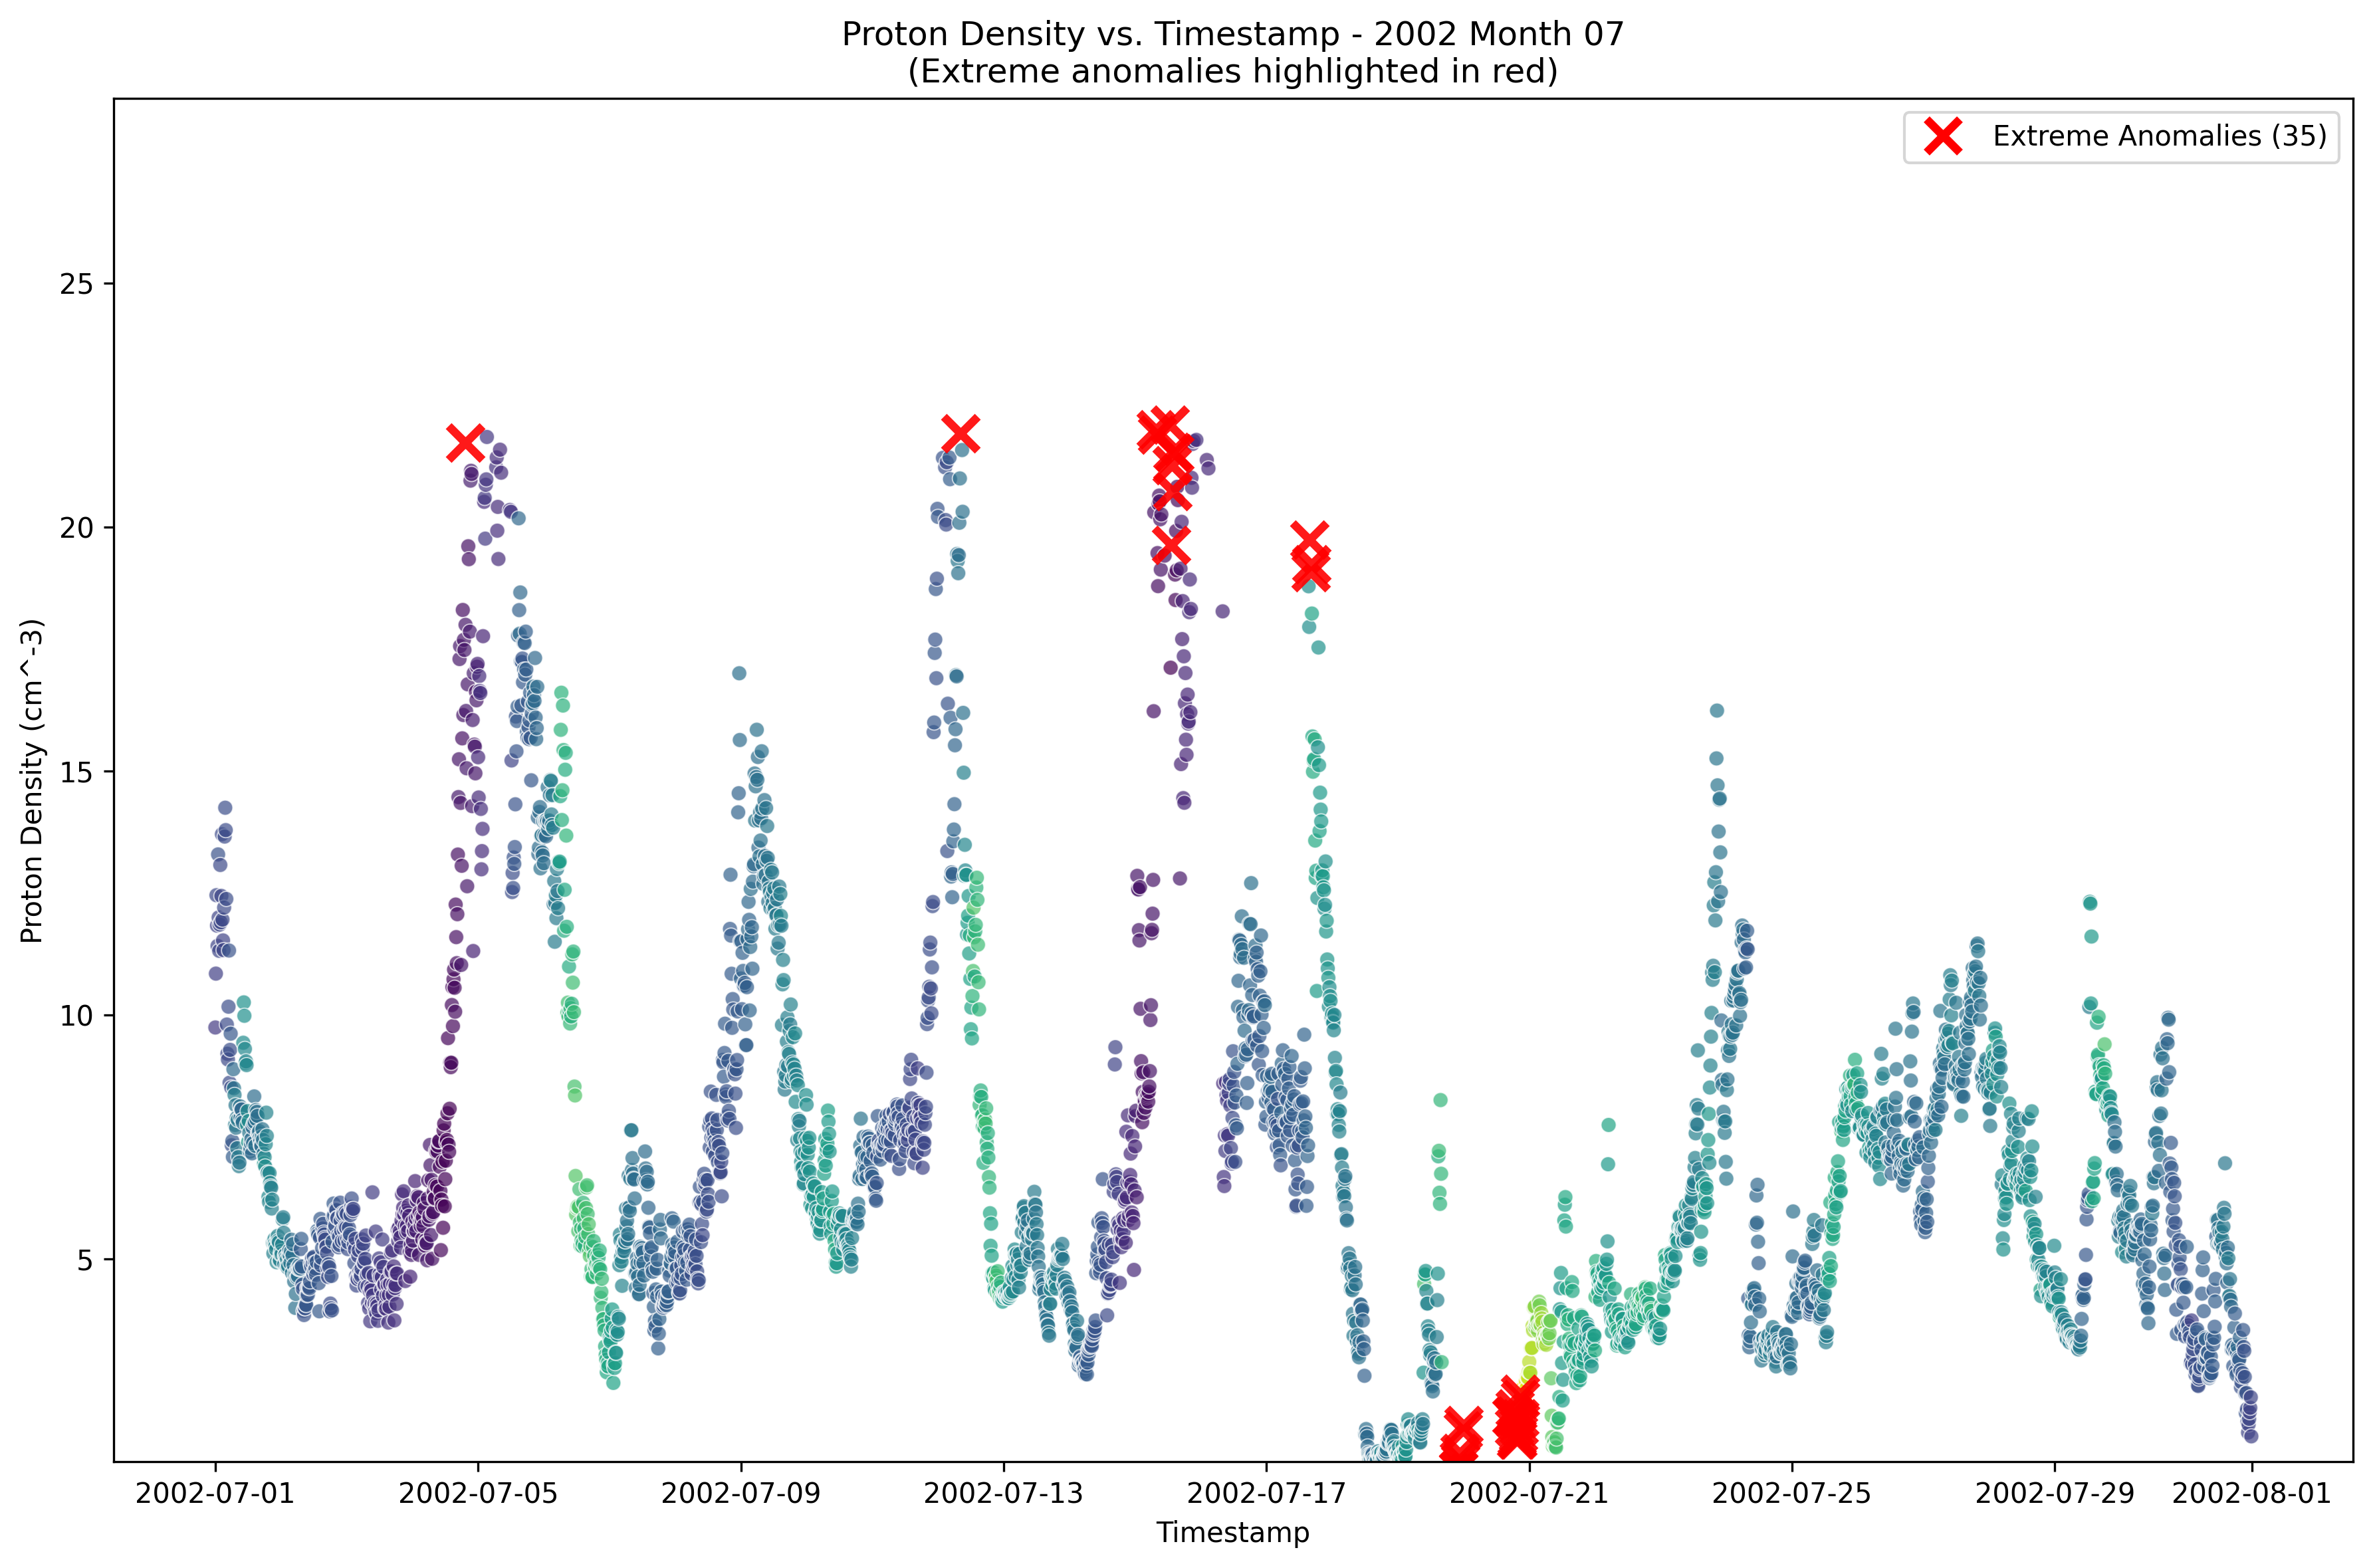 Proton Density vs. Timestamp - 2002 Month 07
(Extreme anomalies highlighted in red)
Extreme Anomalies (35)
Proton Density (cm^-3)
25
20
15
10
5
2002-07-01
2002-07-05
2002-07-09
2002-07-13
2002-07-17
2002-07-21
2002-07-25
2002-07-29
2002-08-01
Timestamp